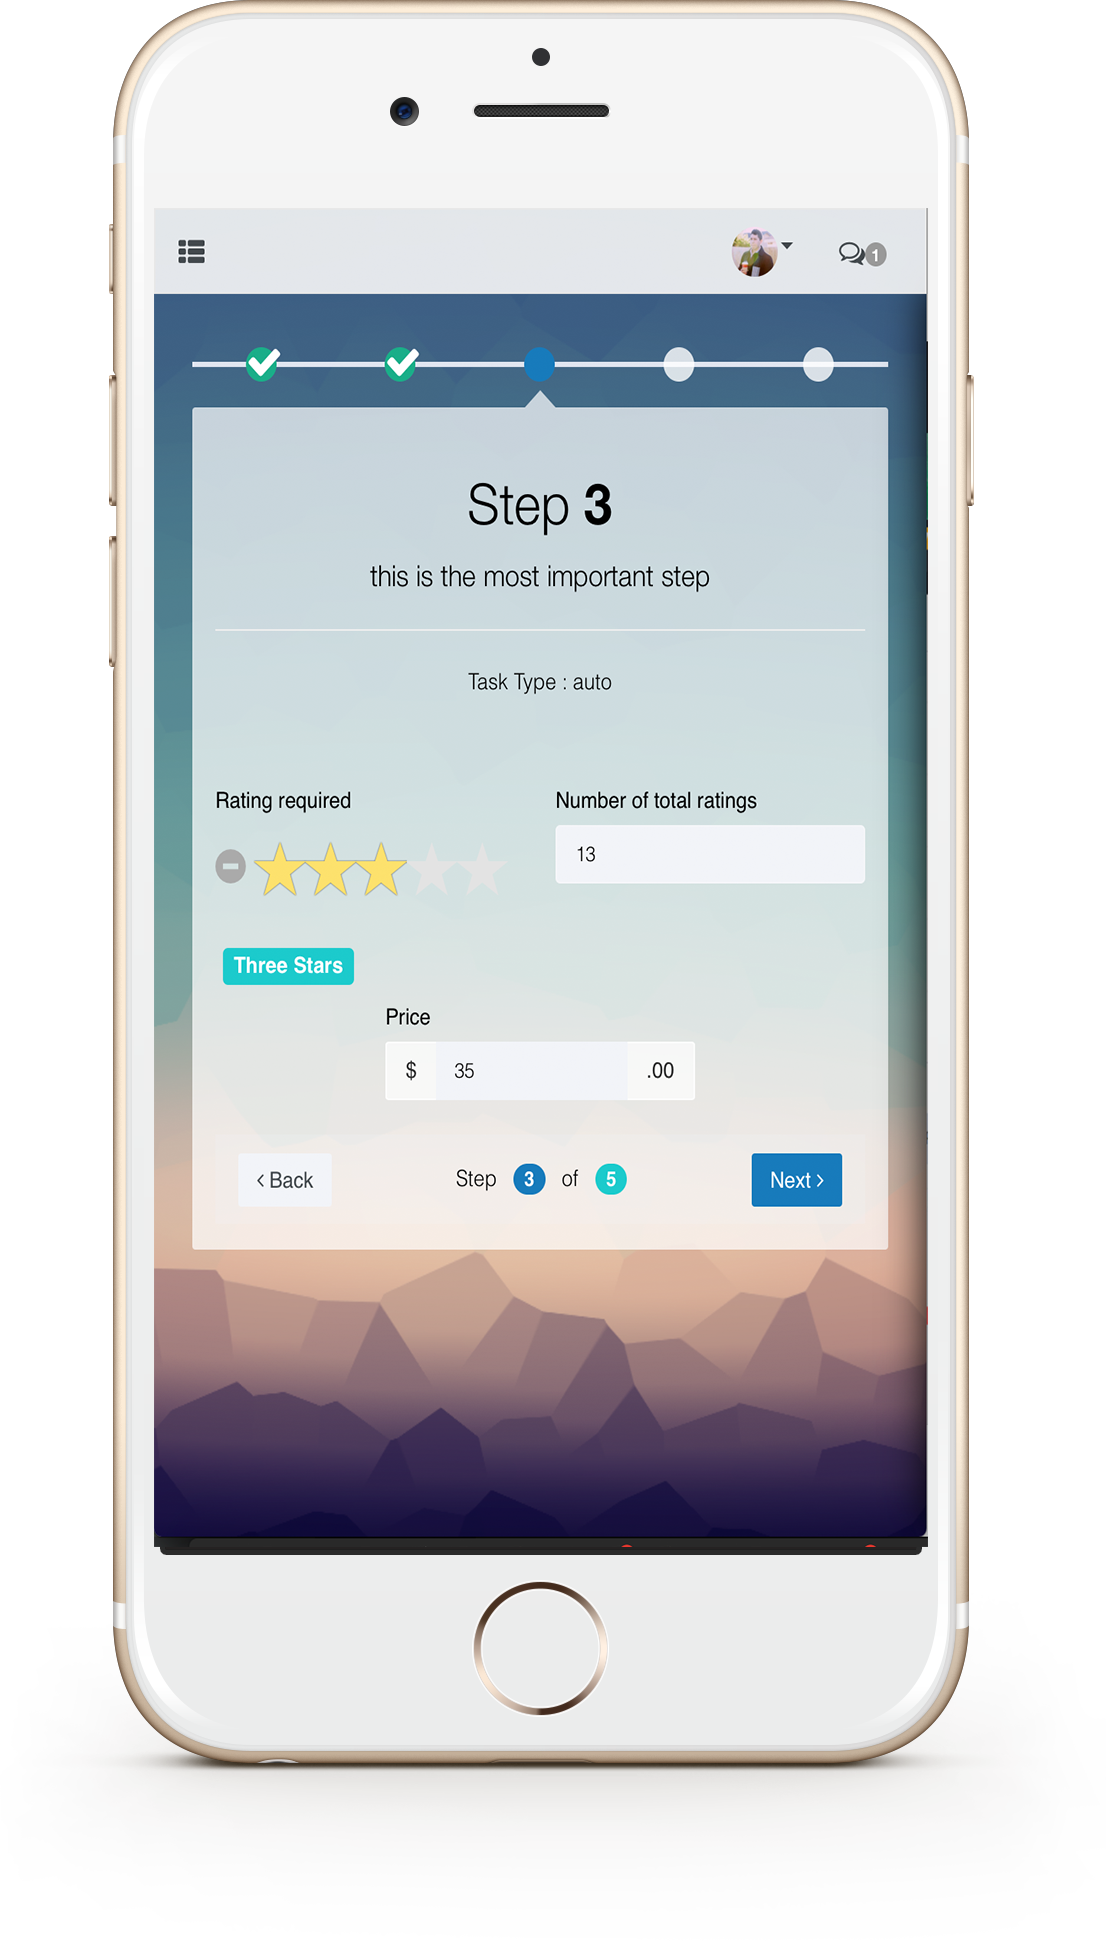 1
Step 3
this is the most important step
Task Type : auto
Rating required
Number of total ratings
13
Three Stars
Price
$ 35 .00
‹ Back
Step 3 of 5
Next ›